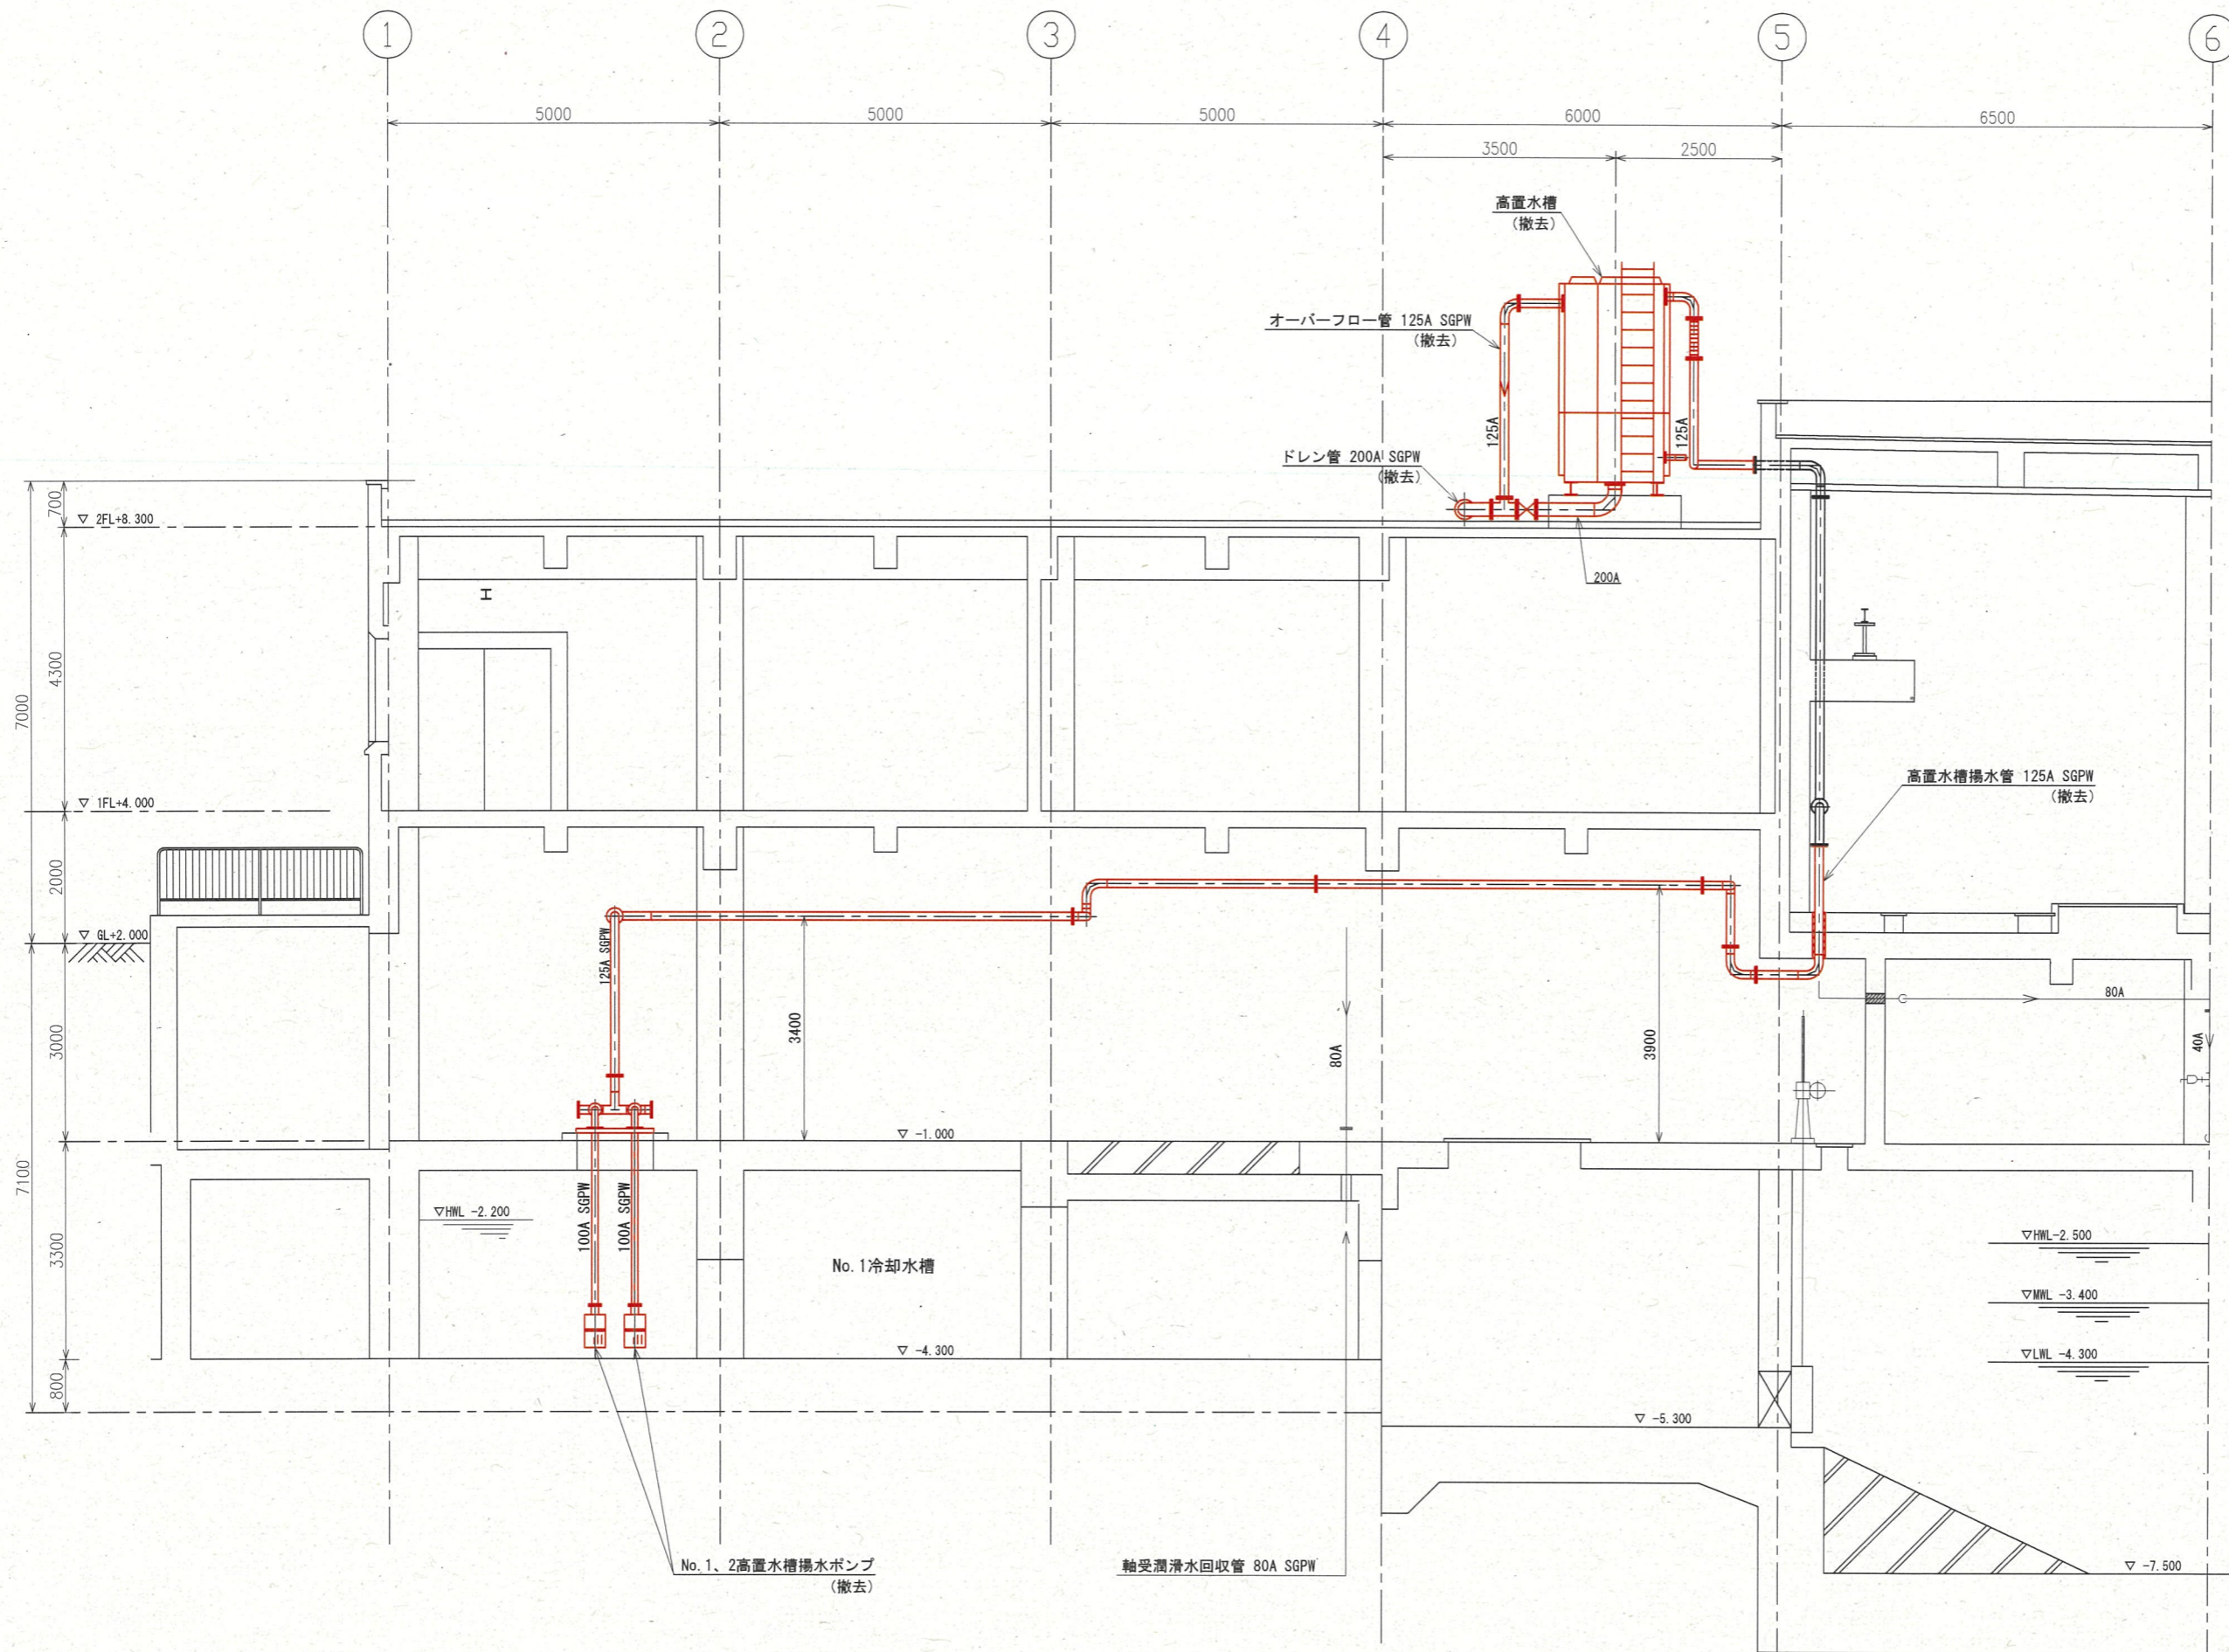 1
2
3
4
5
6
5000
5000
5000
6000
6500
3500
2500
高置水槽
(撤去)
オーバーフロー管 125A SGPW
(撤去)
125A
125A
ドレン管 200A SGPW
(撤去)
200A
700
▽ 2FL+8.300
4300
7000
高置水槽揚水管 125A SGPW
(撤去)
▽ 1FL+4.000
2000
▽ GL+2.000
125A SGPW
80A
3000
3400
80A
3900
40A
▽ -1.000
7100
3300
▽HWL -2.200
100A SGPW
100A SGPW
No.1冷却水槽
▽HWL-2.500
▽MWL -3.400
▽ -4.300
▽LWL -4.300
800
▽ -5.300
No.1、2高置水槽揚水ポンプ
(撤去)
軸受潤滑水回収管 80A SGPW
▽ -7.500